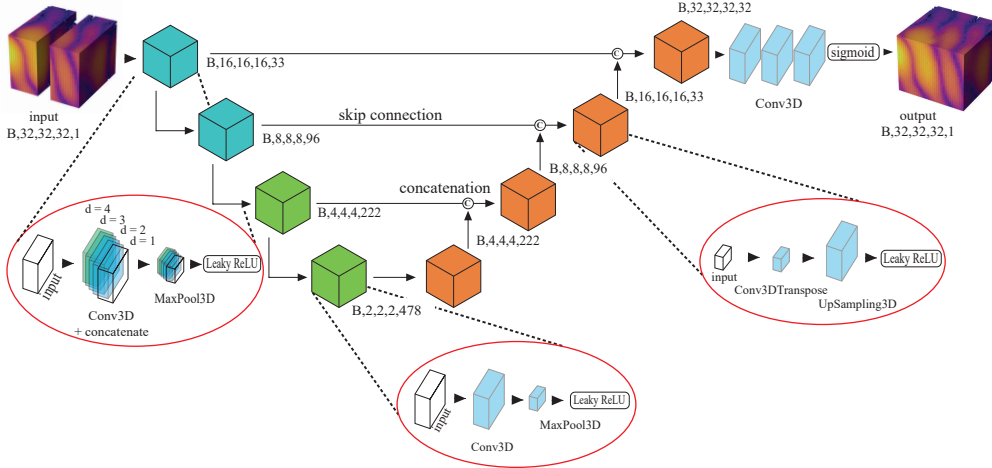 B,32,32,32,32
B,16,16,16,33
C
sigmoid
Conv3D
input
B,32,32,32,1
output
B,32,32,32,1
B,16,16,16,33
skip connection
C
B,8,8,8,96
B,8,8,8,96
concatenation
C
B,4,4,4,222
B,4,4,4,222
B,2,2,2,478
d = 4
d = 3
d = 2
d = 1
input
Conv3D
+ concatenate
MaxPool3D
Leaky ReLU
input
Conv3DTranspose
UpSampling3D
Leaky ReLU
input
Conv3D
MaxPool3D
Leaky ReLU